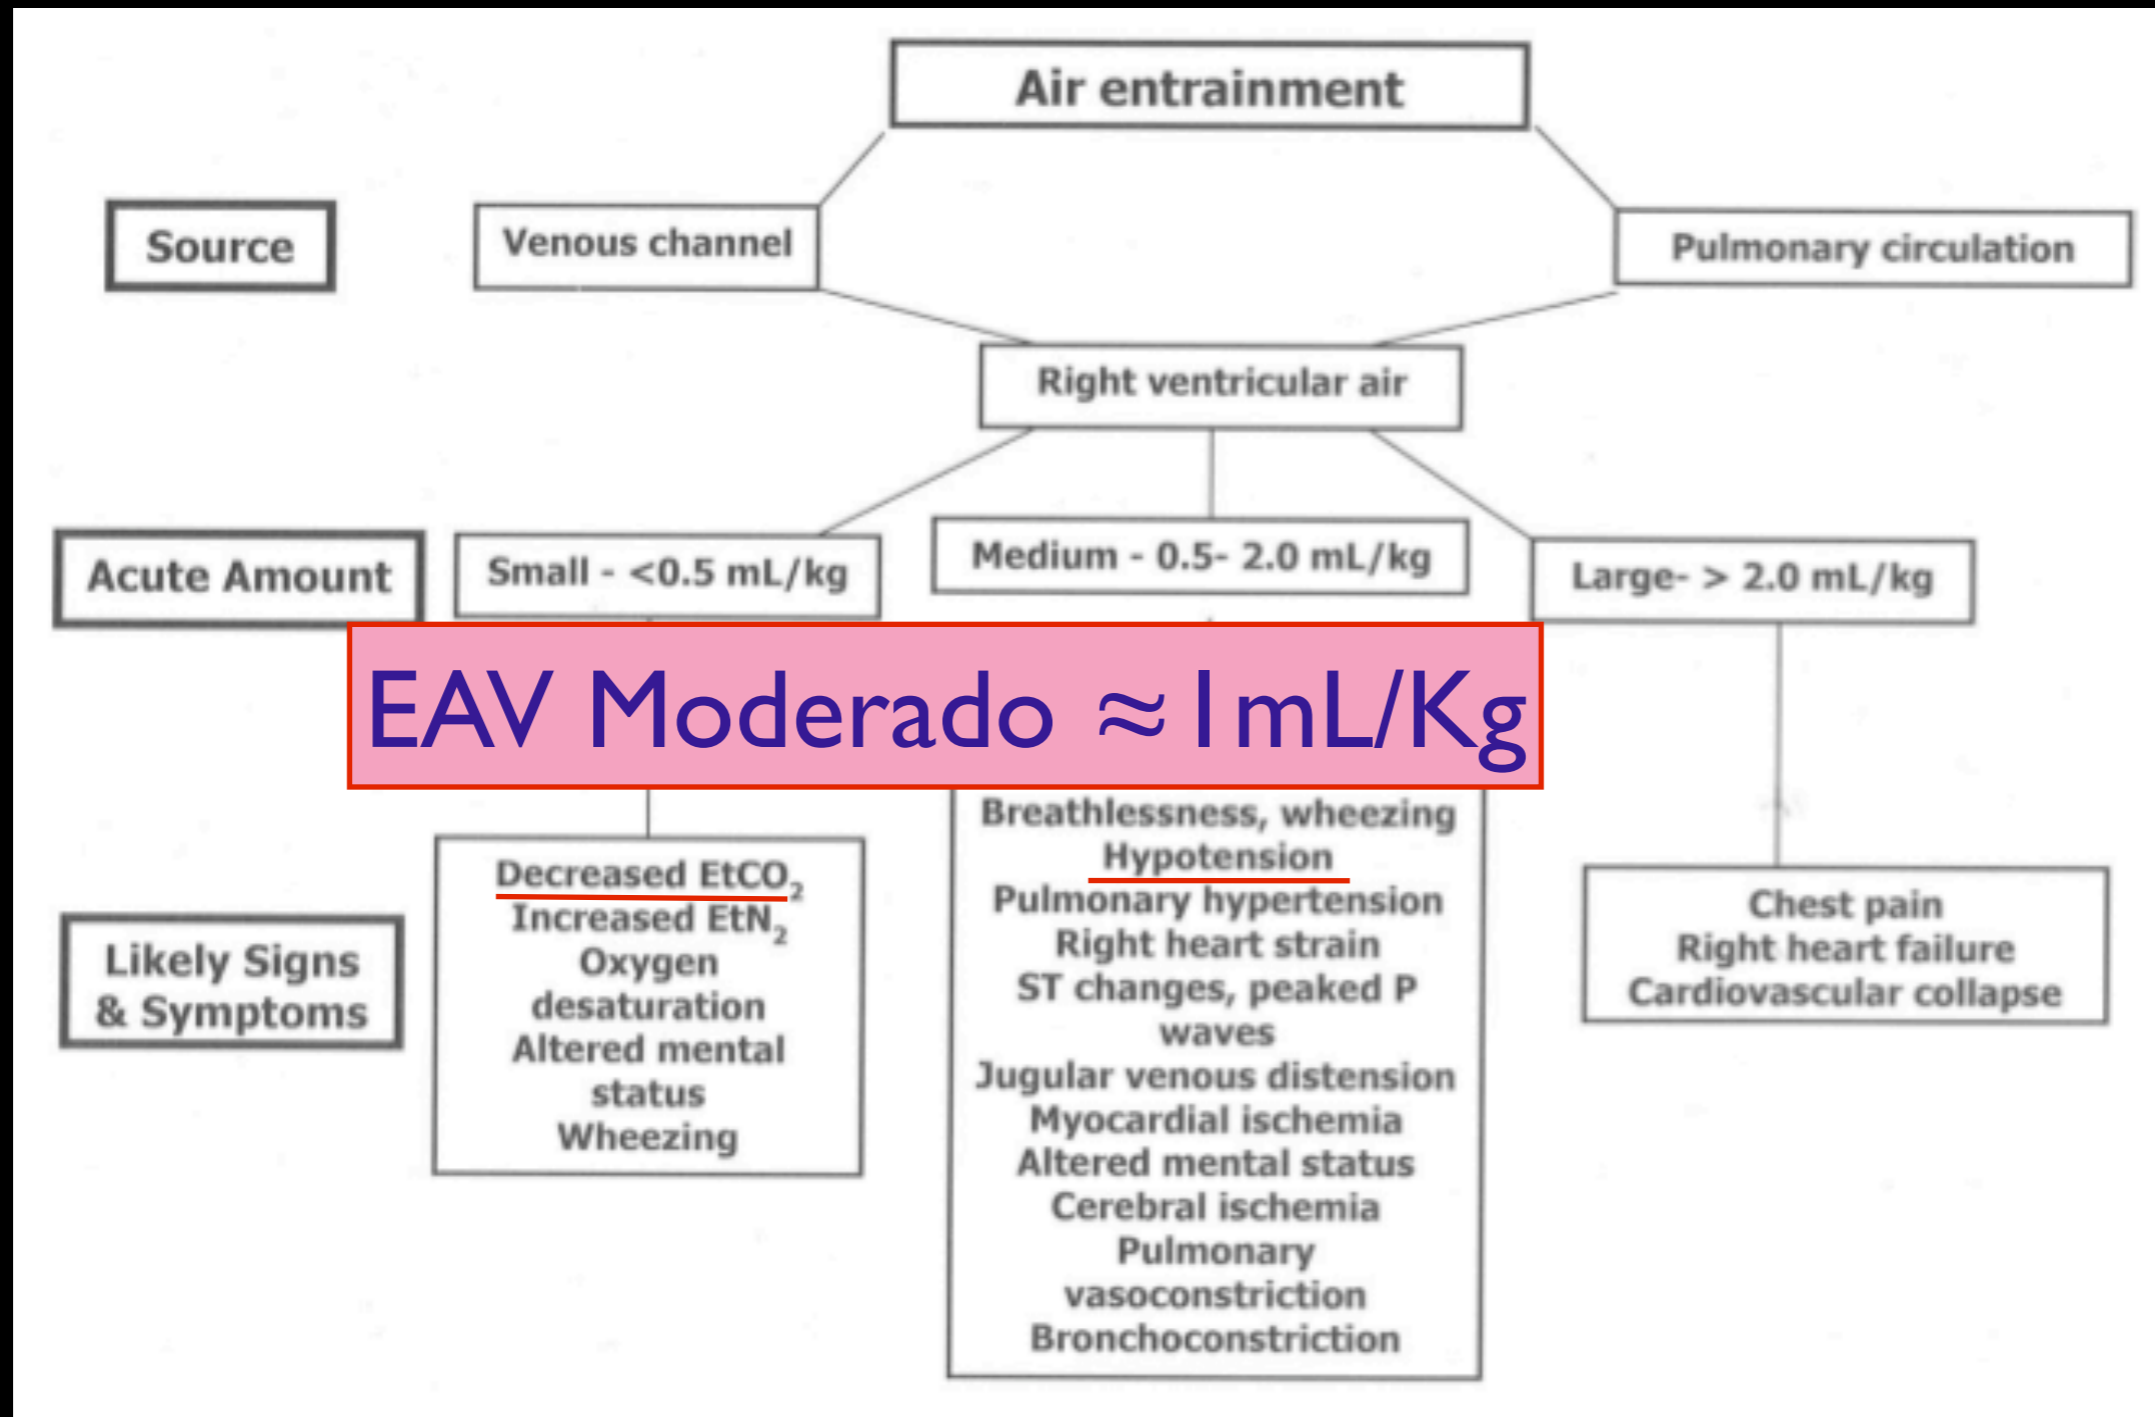 Air entrainment
Source
Venous channel
Pulmonary circulation
Right ventricular air
Acute Amount
Small - <0.5 mL/kg
Medium - 0.5- 2.0 mL/kg
Large- > 2.0 mL/kg
EAV Moderado ≈1mL/Kg
Likely Signs
& Symptoms
Decreased EtCO₂
Increased EtN₂
Oxygen
desaturation
Altered mental
status
Wheezing
Breathlessness, wheezing
Hypotension
Pulmonary hypertension
Right heart strain
ST changes, peaked P
waves
Jugular venous distension
Myocardial ischemia
Altered mental status
Cerebral ischemia
Pulmonary
vasoconstriction
Bronchoconstriction
Chest pain
Right heart failure
Cardiovascular collapse